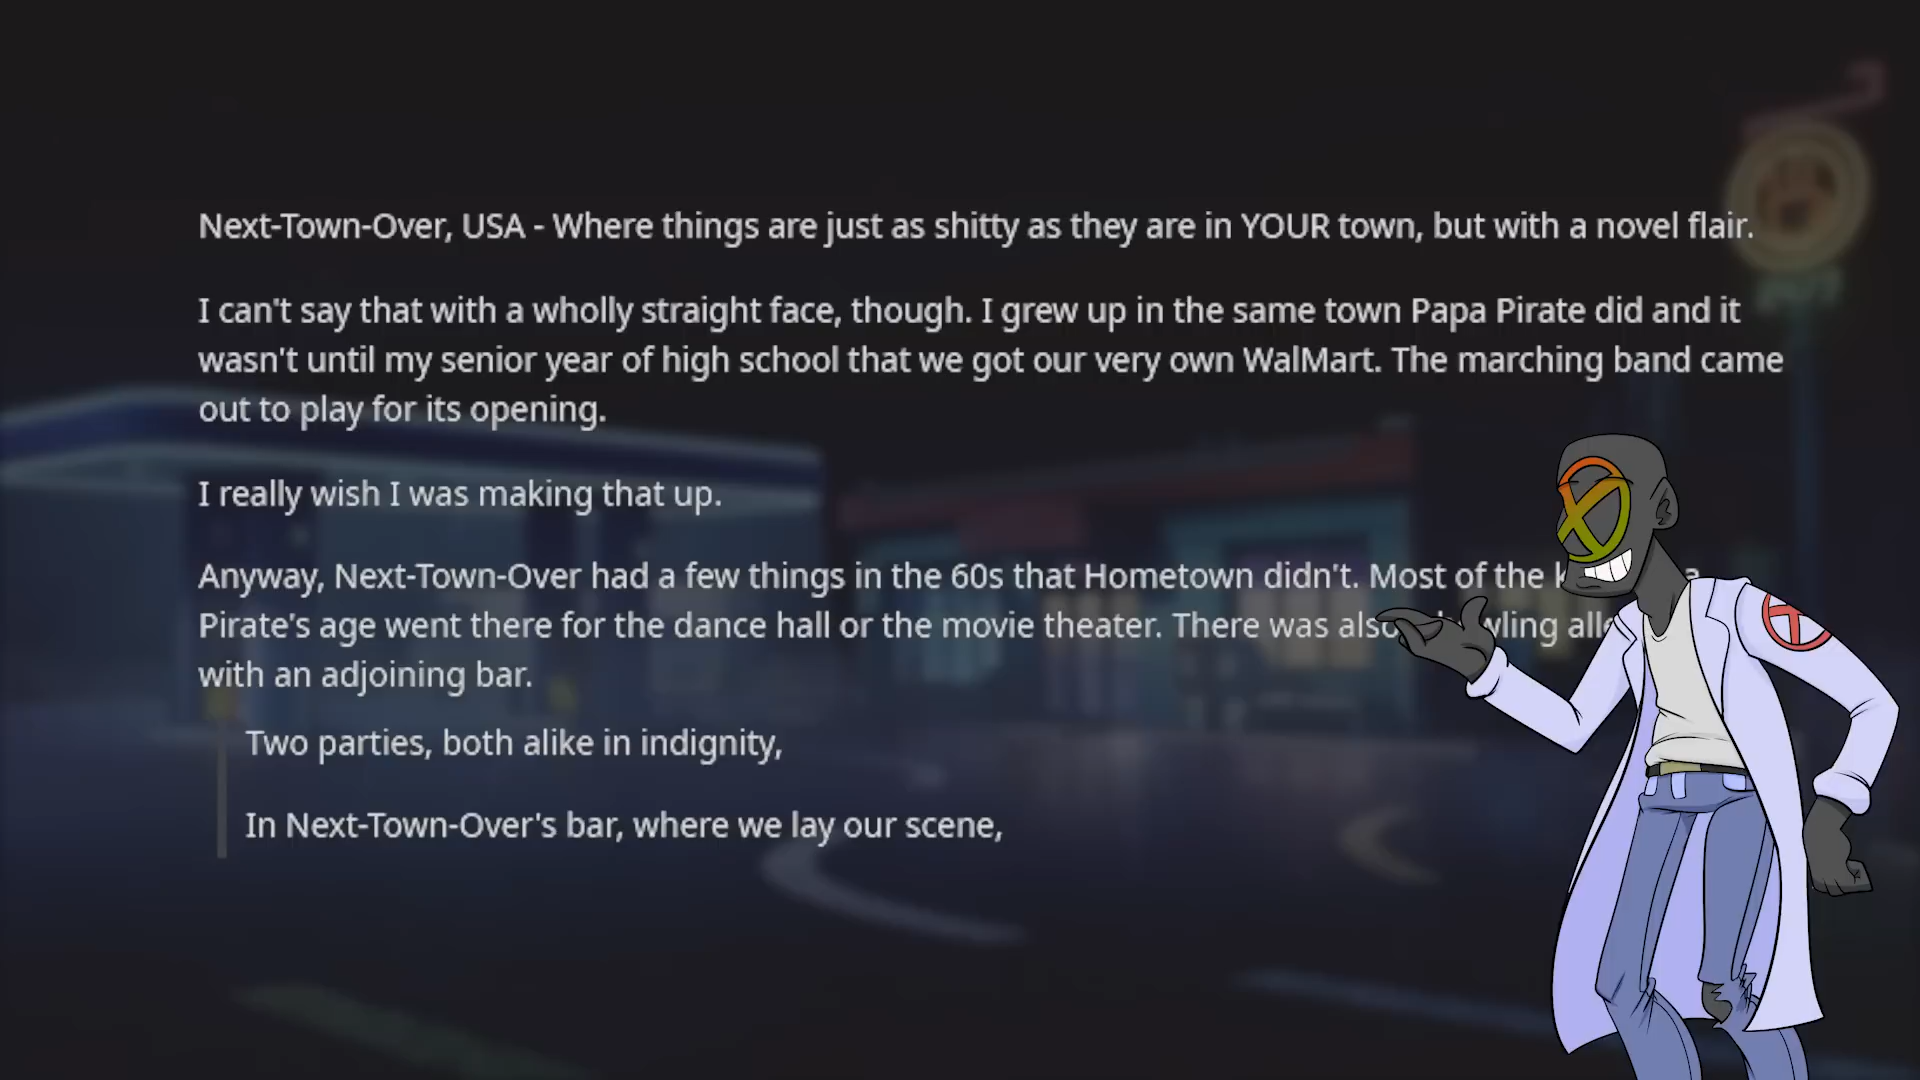 Next-Town-Over, USA - Where things are just as shitty as they are in YOUR town, but with a novel flair.
I can't say that with a wholly straight face, though. I grew up in the same town Papa Pirate did and it
wasn't until my senior year of high school that we got our very own WalMart. The marching band came
out to play for its opening.
I really wish I was making that up.
Anyway, Next-Town-Over had a few things in the 60s that Hometown didn't. Most of the
Pirate's age went there for the dance hall or the movie theater. There was also
with an adjoining bar.
Two parties, both alike in indignity,
In Next-Town-Over's bar, where we lay our scene,